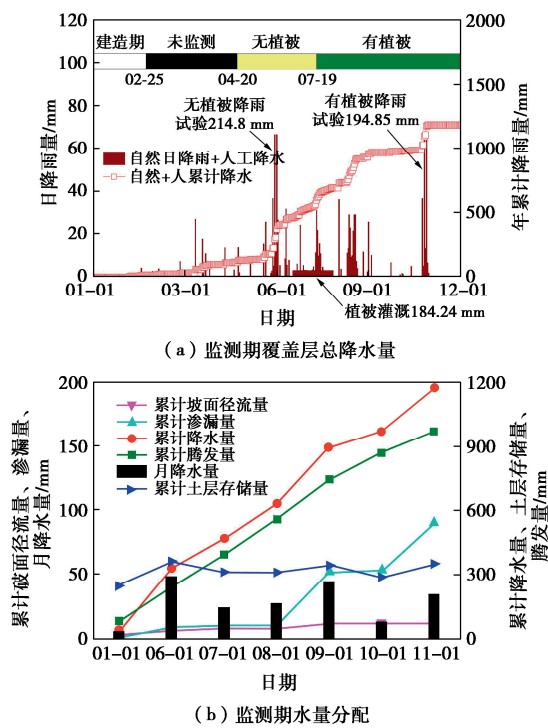 120
100
80
60
40
20
0
日降雨量/mm
2000
1500
1000
500
0
年累计降雨量/mm
建造期
未监测
无植被
有植被
02-25
04-20
07-19
无植被降雨
试验214.8 mm
有植被降雨
试验194.85 mm
自然日降雨+人工降水
自然+人累计降水
植被灌溉184.24 mm
01-01
03-01
06-01
09-01
12-01
日期
（a）监测期覆盖层总降水量
200
150
100
50
0
累计破面径流量、渗漏量、
月降水量/mm
1200
900
600
300
0
累计降水量、土层存储量、
腾发量/mm
累计坡面径流量
累计渗漏量
累计降水量
累计腾发量
月降水量
累计土层存储量
01-01
06-01
07-01
08-01
09-01
10-01
11-01
日期
（b）监测期水量分配